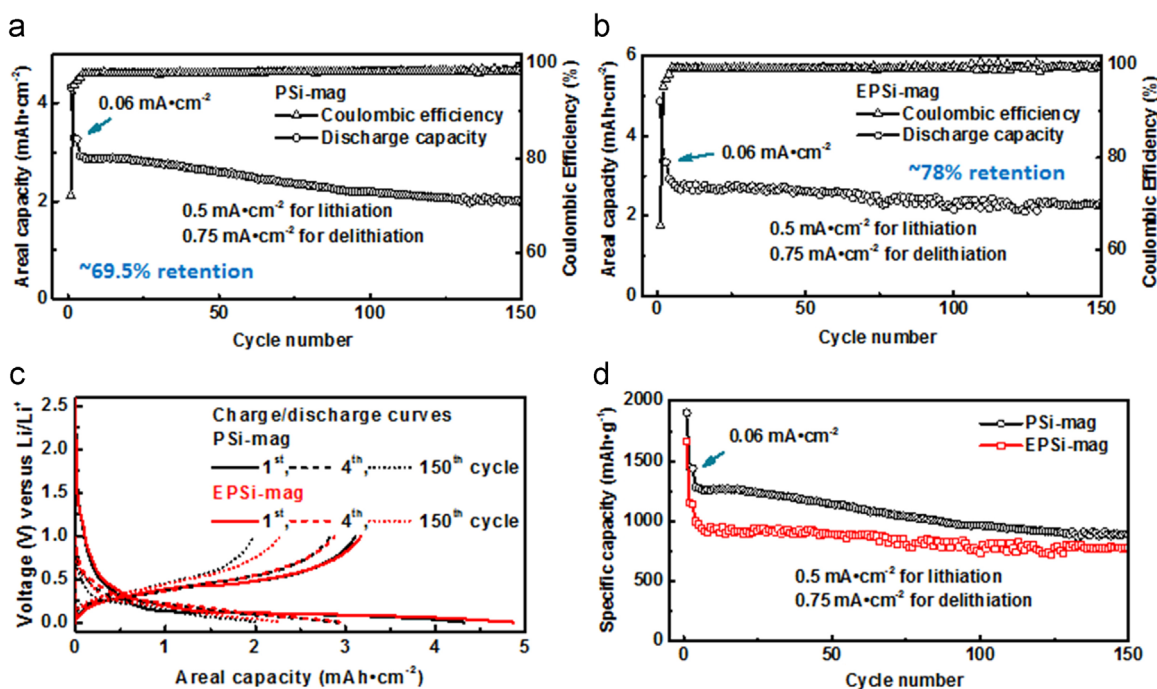 a
Areal capacity (mAh·cm⁻²)
4
2
0
0.06 mA•cm⁻²
PSi-mag
Coulombic efficiency
Discharge capacity
0.5 mA•cm⁻² for lithiation
0.75 mA•cm⁻² for delithiation
~69.5% retention
100
80
60
Coulombic Efficiency (%)
0 50 100 150
Cycle number
b
Areal capacity (mAh·cm⁻²)
6
4
2
0
EPSi-mag
Coulombic efficiency
Discharge capacity
0.06 mA•cm⁻²
~78% retention
0.5 mA•cm⁻² for lithiation
0.75 mA•cm⁻² for delithiation
100
80
60
Coulombic Efficiency (%)
0 50 100 150
Cycle number
c
Voltage (V) versus Li/Li⁺
2.5
2.0
1.5
1.0
0.5
0.0
Charge/discharge curves
PSi-mag
1ˢᵗ, 4ᵗʰ, 150ᵗʰ cycle
EPSi-mag
1ˢᵗ, 4ᵗʰ, 150ᵗʰ cycle
0 1 2 3 4 5
Areal capacity (mAh•cm⁻²)
d
Specific capacity (mAh•g⁻¹)
2000
1500
1000
500
0
PSi-mag
EPSi-mag
0.06 mA•cm⁻²
0.5 mA•cm⁻² for lithiation
0.75 mA•cm⁻² for delithiation
0 50 100 150
Cycle number